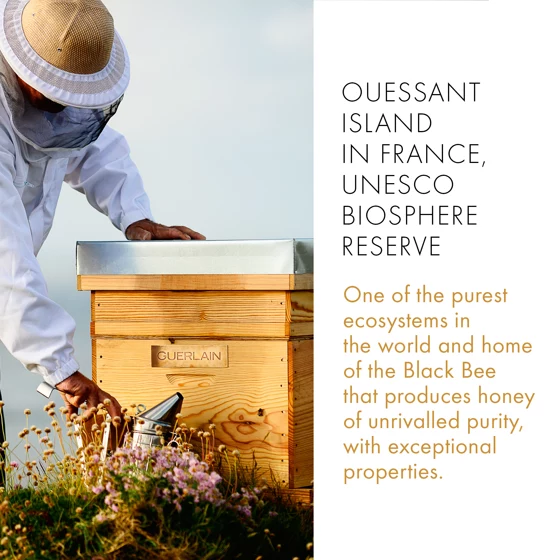 GUERLAIN
OUESSANT
ISLAND
IN FRANCE,
UNESCO
BIOSPHERE
RESERVE
One of the purest
ecosystems in
the world and home
of the Black Bee
that produces honey
of unrivalled purity,
with exceptional
properties.